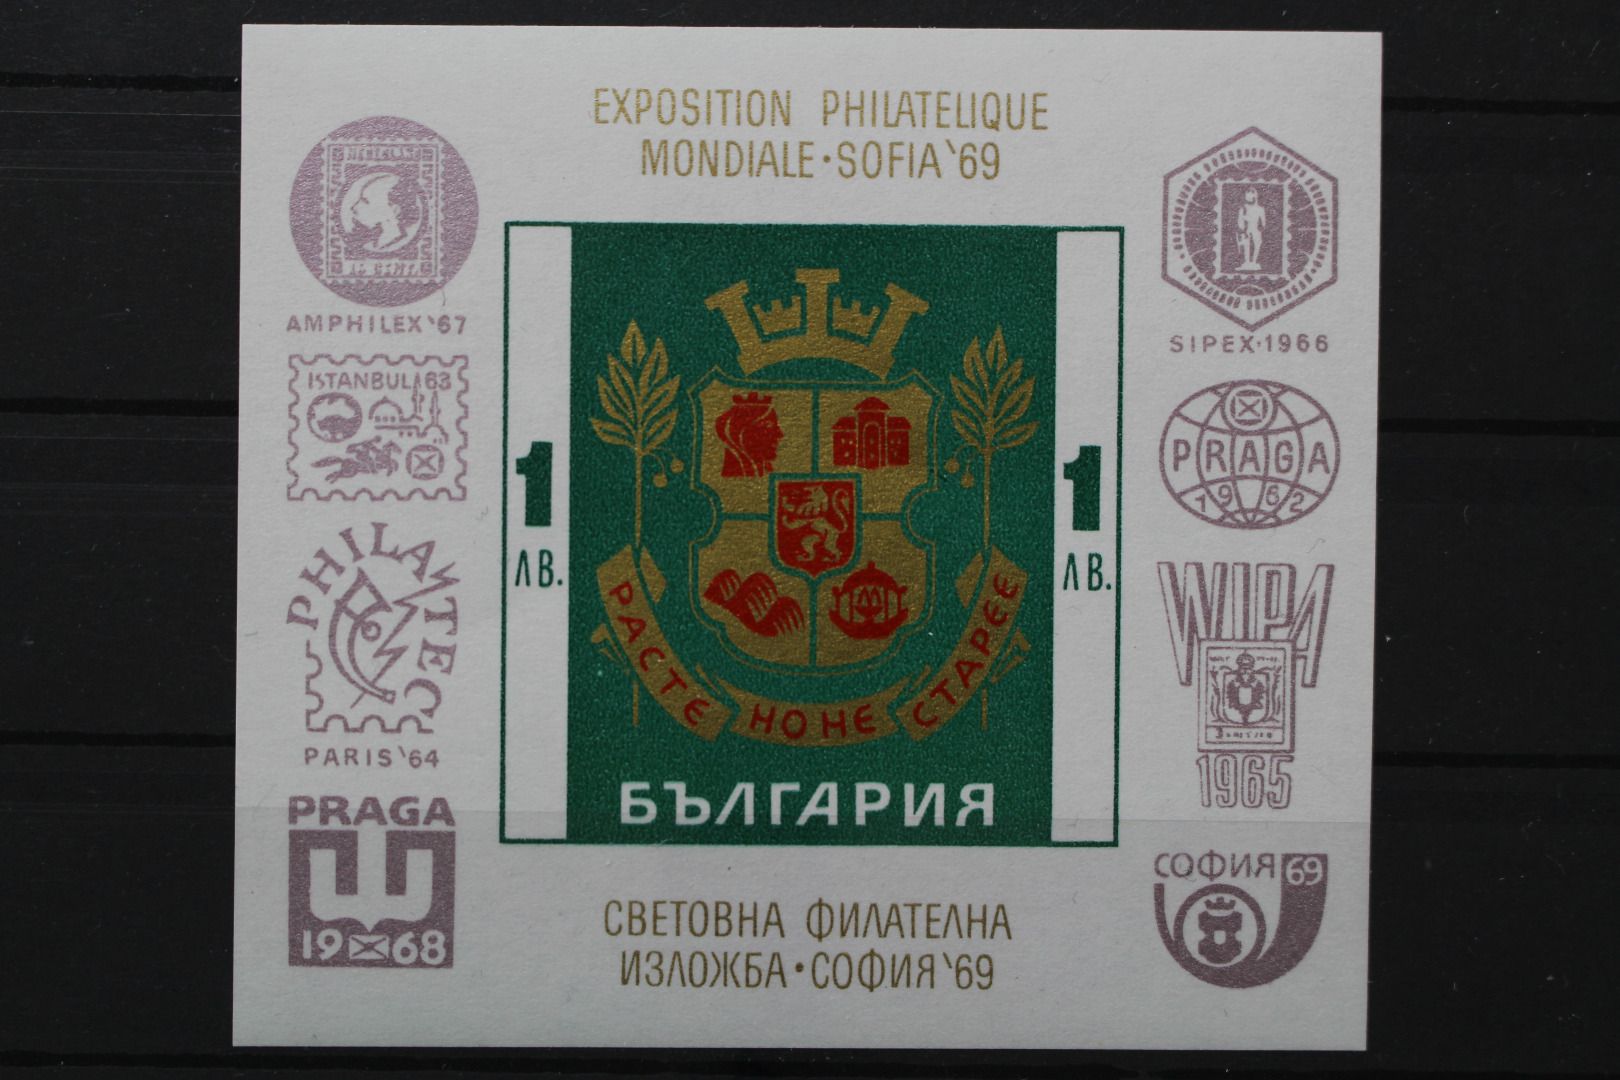 EXPOSITION PHILATELIQUE
MONDIALE·SOFIA '69
NEDERLAND
AMPHILEX '67
ISTANBUL 63
PHILATEC
PARIS '64
PRAGA
1968
1
ЛВ.
РАСТЕ НО НЕ СТАРЕЕ
БЪЛГАРИЯ
1
ЛВ.
SIPEX·1966
PRAGA
1962
WIPA
1965
СОФИЯ 69
СВЕТОВНА ФИЛАТЕЛНА
ИЗЛОЖБА·СОФИЯ '69